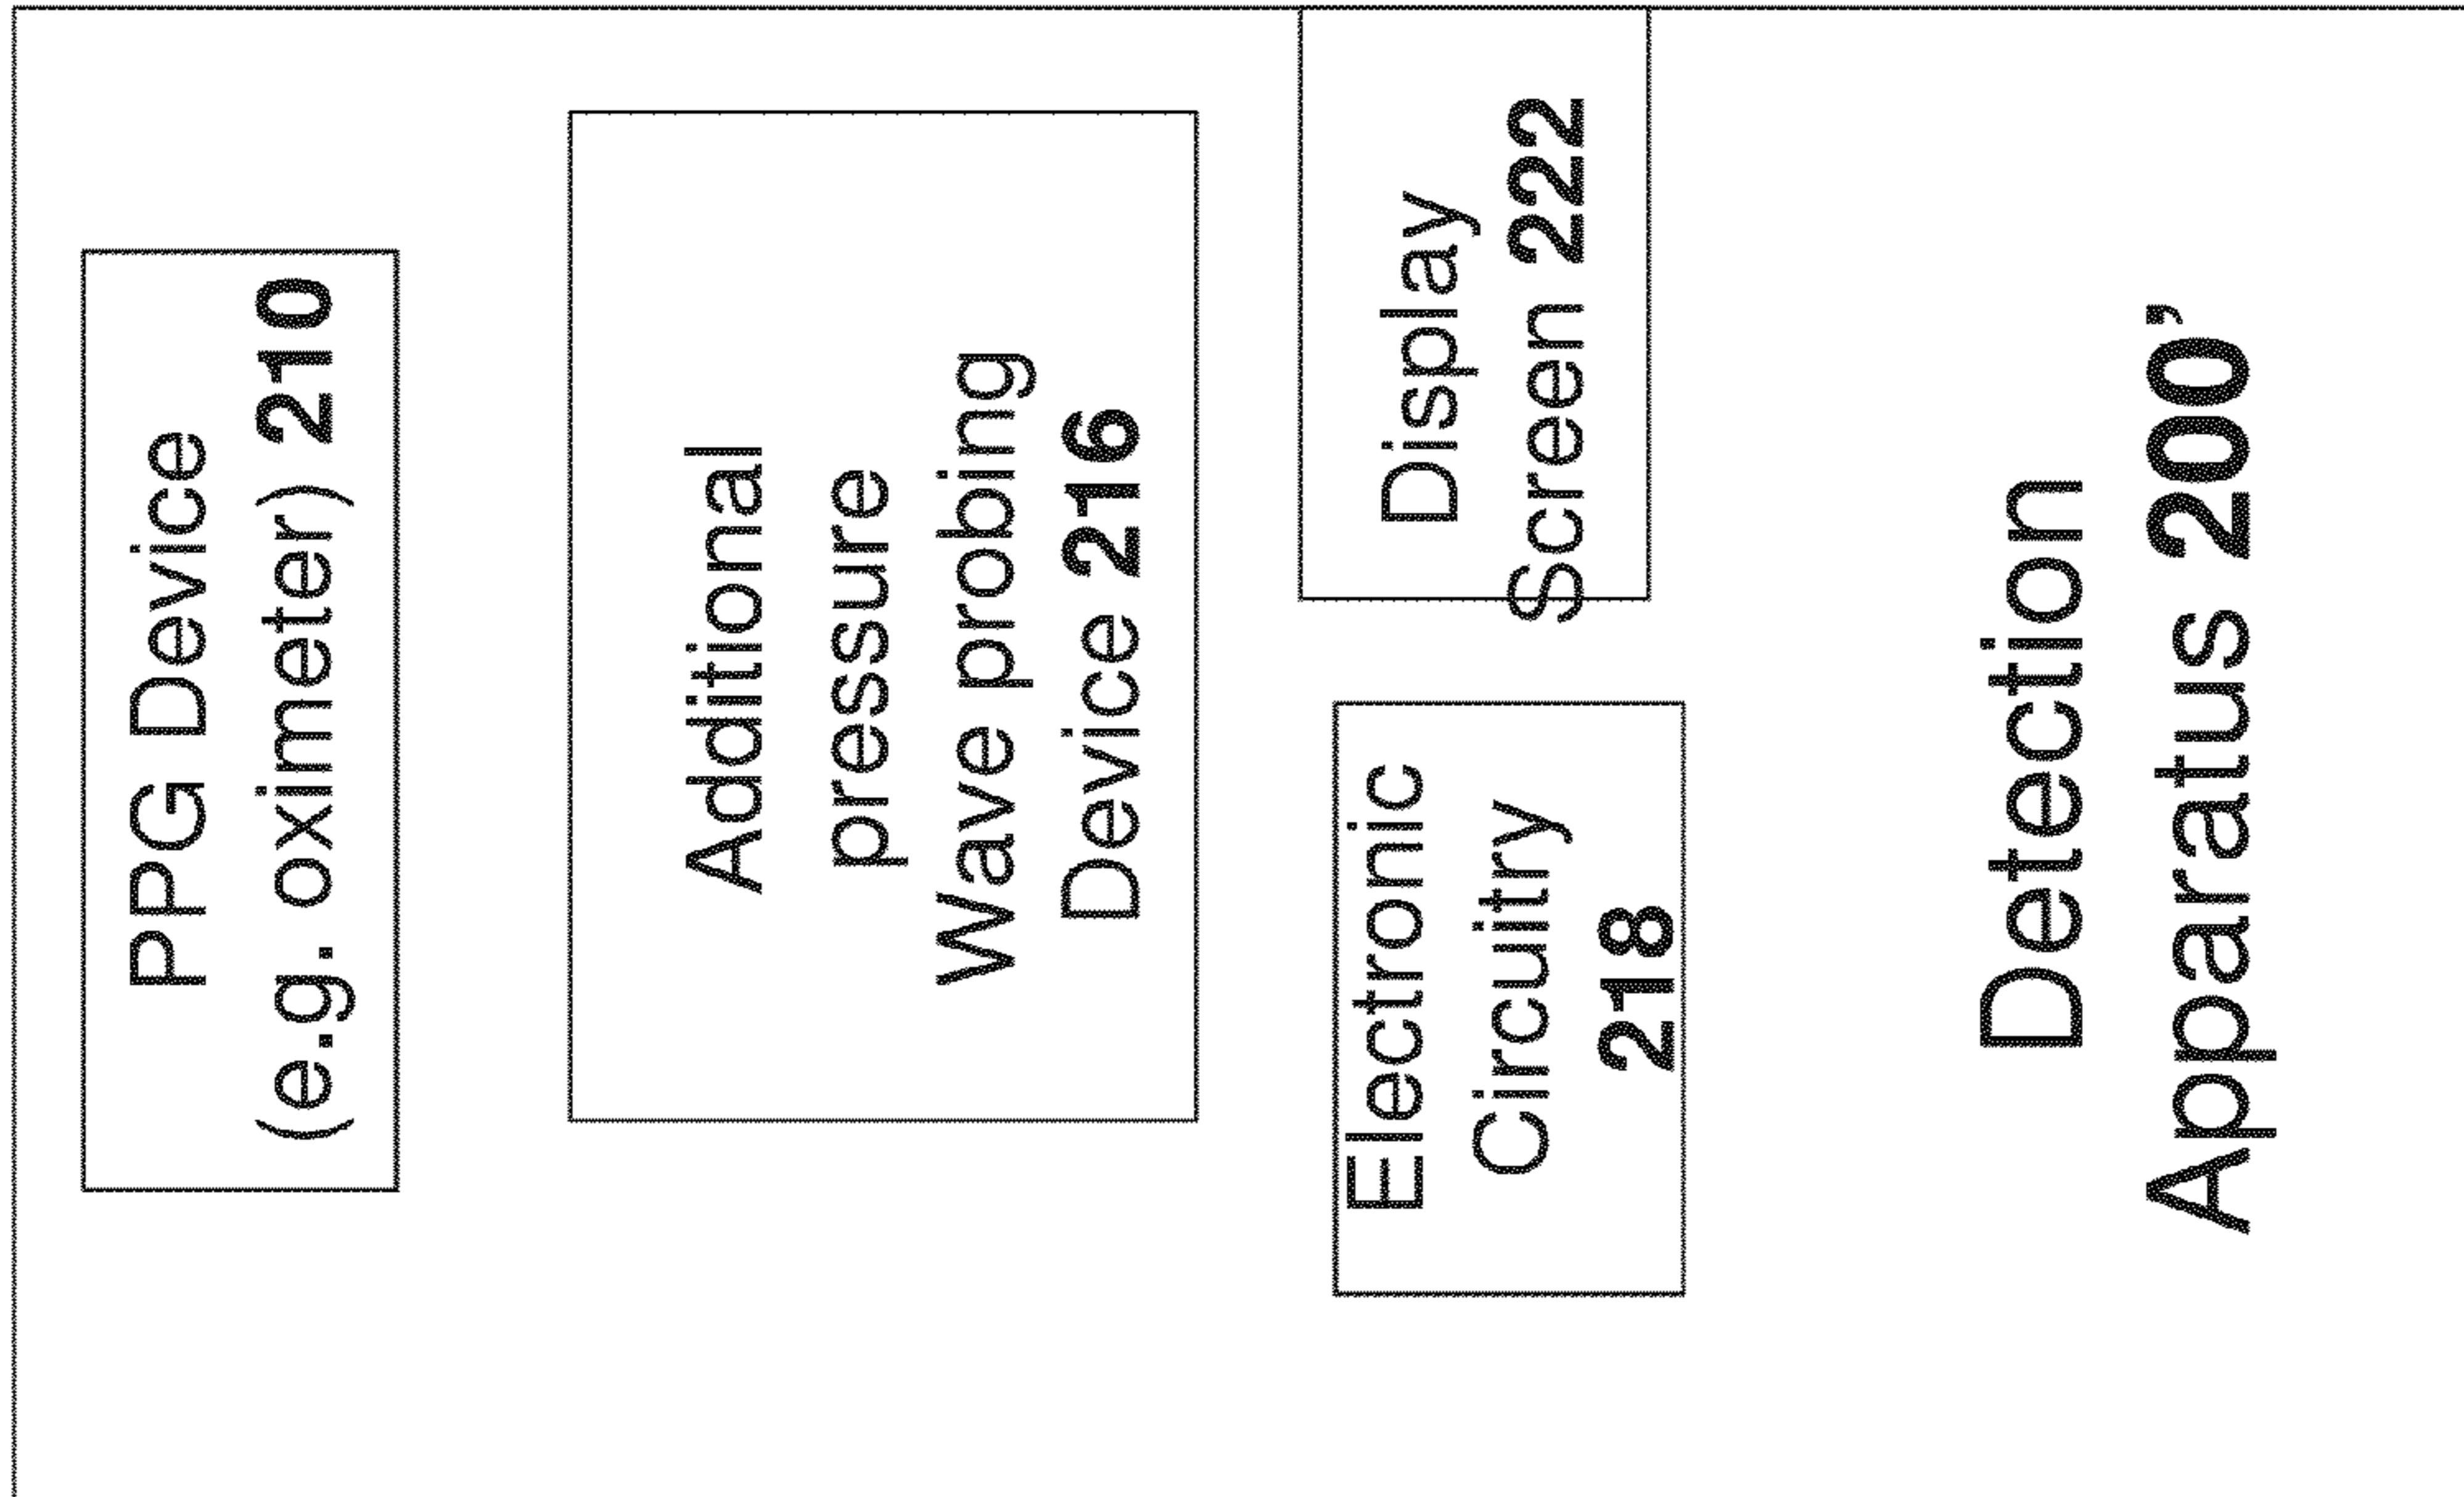 PPG Device
(e.g. oximeter) 210
Additional
pressure
Wave probing
Device 216
Electronic
Circuitry
218
Display
Screen 222
Detection
Apparatus 200’